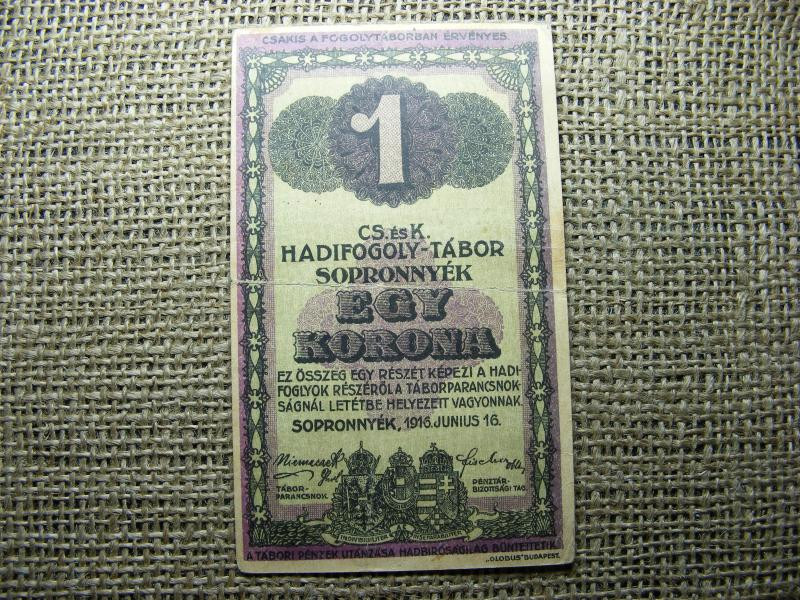 CSAKIS A FOGOLYTÁBORBAN ÉRVÉNYES.
1
CS. ÉS K.
HADIFOGOLY-TÁBOR
SOPRONNYÉK
EGY
KORONA
EZ ÖSSZEG EGY RÉSZÉT KÉPEZI A HADI-
FOGLYOK RÉSZÉRŐL A TÁBORPARANCSNOK-
SÁGNÁL LETÉTBE HELYEZETT VAGYONNAK.
SOPRONNYÉK, 1916. JUNIUS 16.
TÁBOR-
PARANCSNOK.
PÉNZTÁR-
BIZOTTSÁGI TAG.
INDIVISIBILITER INSEPARABILITER
A TÁBORI PÉNZEK UTÁNZÁSA HADBIRÓSÁGILAG BÜNTETTETIK.
„GLOBUS" BUDAPEST.